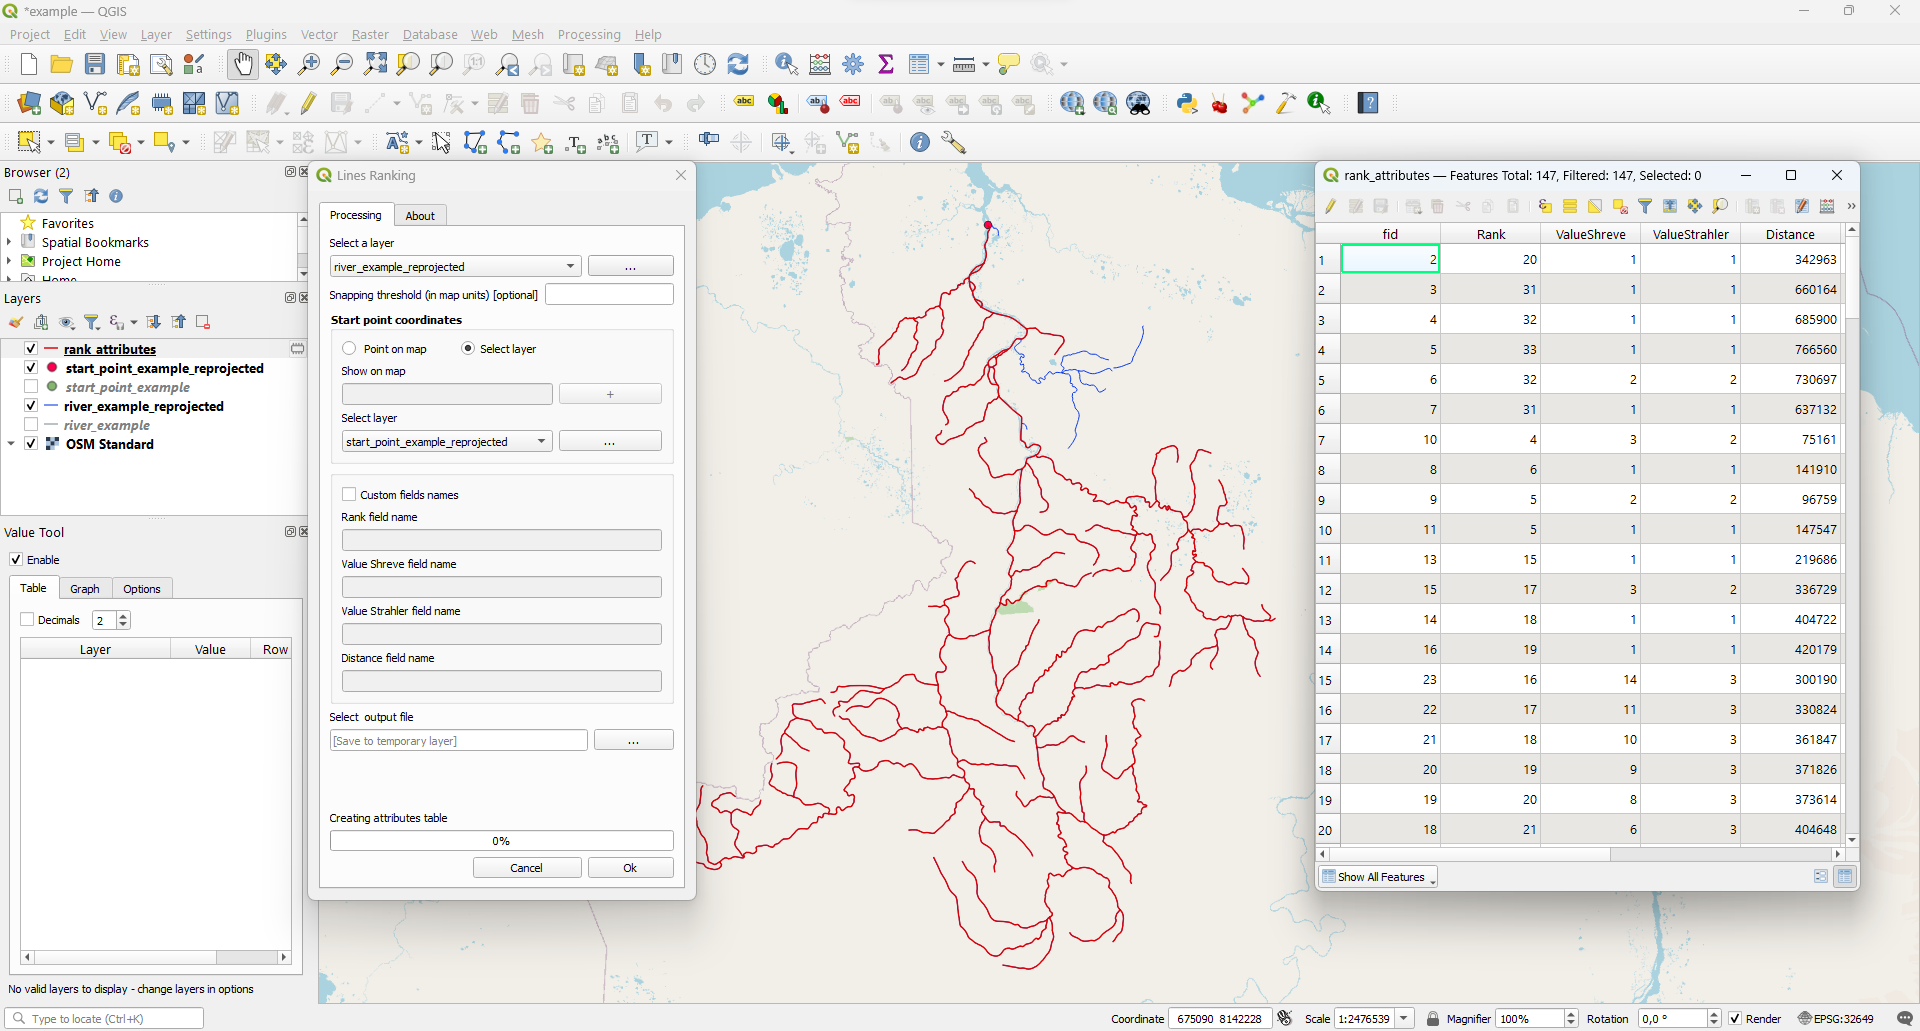 *example — QGIS
Project Edit View Layer Settings Plugins Vector Raster Database Web Mesh Processing Help
Browser (2)
Favorites
Spatial Bookmarks
Project Home
Home
Layers
rank_attributes
start_point_example_reprojected
start_point_example
river_example_reprojected
river_example
OSM Standard
Value Tool
Enable
Table Graph Options
Decimals 2
Layer Value Row
No valid layers to display - change layers in options
Type to locate (Ctrl+K)
Lines Ranking
Processing About
Select a layer
river_example_reprojected ...
Snapping threshold (in map units) [optional]
Start point coordinates
Point on map Select layer
Show on map
+
Select layer
start_point_example_reprojected ...
Custom fields names
Rank field name
Value Shreve field name
Value Strahler field name
Distance field name
Select output file
[Save to temporary layer] ...
Creating attributes table
0%
Cancel Ok
rank_attributes — Features Total: 147, Filtered: 147, Selected: 0
fid Rank ValueShreve ValueStrahler Distance
1 2 20 1 1 342963
2 3 31 1 1 660164
3 4 32 1 1 685900
4 5 33 1 1 766560
5 6 32 2 2 730697
6 7 31 1 1 637132
7 10 4 3 2 75161
8 8 6 1 1 141910
9 9 5 2 2 96759
10 11 5 1 1 147547
11 13 15 1 1 219686
12 15 17 3 2 336729
13 14 18 1 1 404722
14 16 19 1 1 420179
15 23 16 14 3 300190
16 22 17 11 3 330824
17 21 18 10 3 361847
18 20 19 9 3 371826
19 19 20 8 3 373614
20 18 21 6 3 404648
Show All Features
Coordinate 675090 8142228 Scale 1:2476539 Magnifier 100% Rotation 0,0 ° Render EPSG:32649